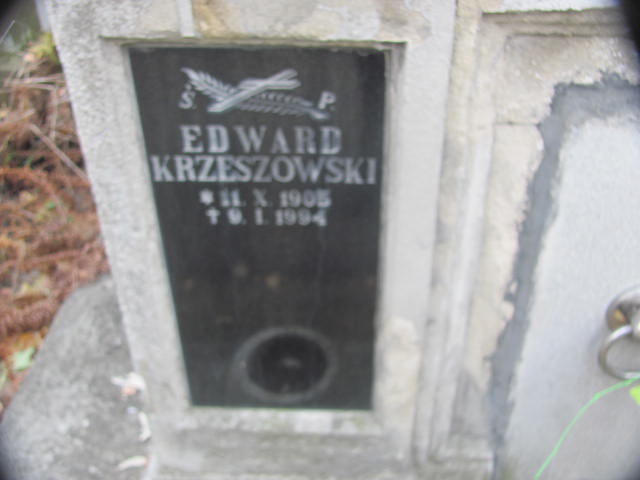 Ś. P.
EDWARD
KRZESZOWSKI
* 11. X. 1905
† 9. I. 1994